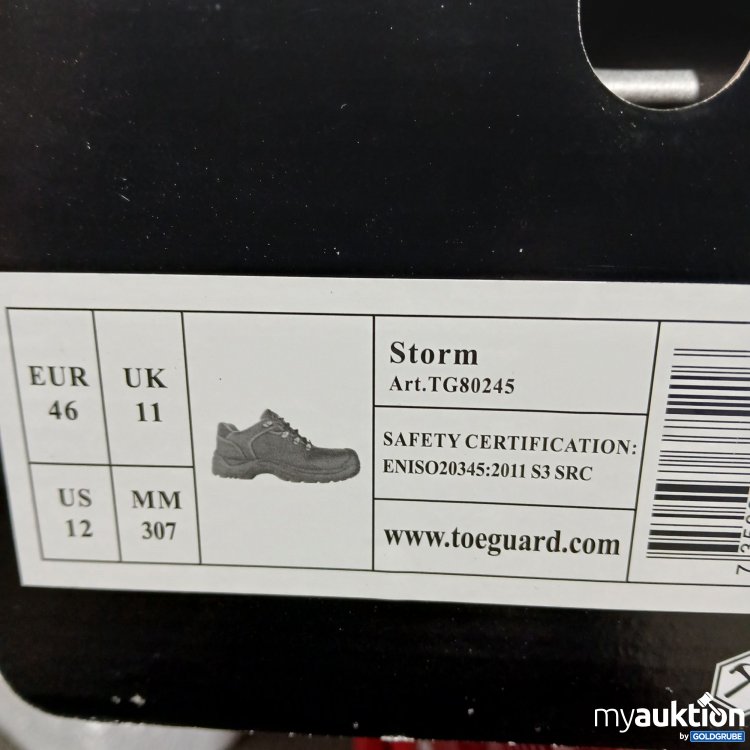 EUR
46
UK
11
US
12
MM
307
Storm
Art.TG80245
SAFETY CERTIFICATION:
ENISO20345:2011 S3 SRC
www.toeguard.com
myauktion
by GOLDGRUBE